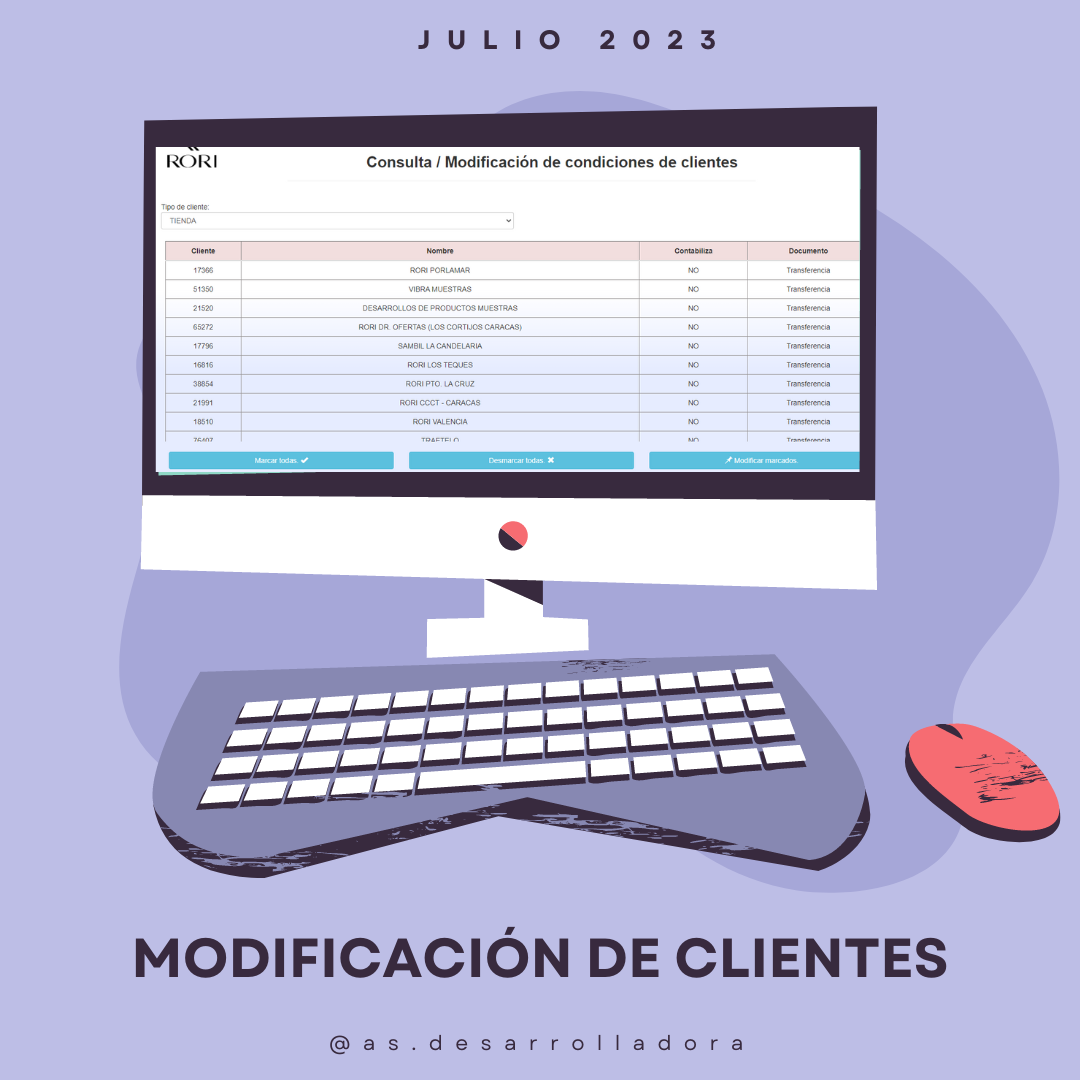 JULIO 2023
RORI
Consulta / Modificación de condiciones de clientes
Tipo de cliente:
TIENDA
Cliente Nombre Contabiliza Documento
17366 RORI PORLAMAR NO Transferencia
51350 VIBRA MUESTRAS NO Transferencia
21520 DESARROLLOS DE PRODUCTOS MUESTRAS NO Transferencia
65272 RORI DR. OFERTAS (LOS CORTIJOS CARACAS) NO Transferencia
17796 SAMBIL LA CANDELARIA NO Transferencia
16816 RORI LOS TEQUES NO Transferencia
38854 RORI PTO. LA CRUZ NO Transferencia
21991 RORI CCCT - CARACAS NO Transferencia
18510 RORI VALENCIA NO Transferencia
NO Transferencia
Marcar todas Desmarcar todas Modificar marcados
MODIFICACIÓN DE CLIENTES
@as.desarrolladora